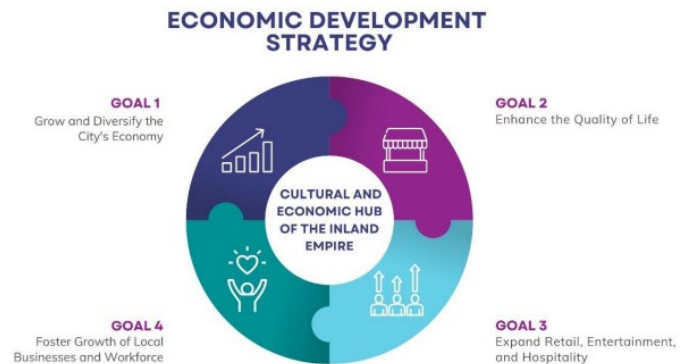 ECONOMIC DEVELOPMENT
STRATEGY
GOAL 1
Grow and Diversify the
City's Economy
GOAL 2
Enhance the Quality of Life
CULTURAL AND
ECONOMIC HUB
OF THE INLAND
EMPIRE
GOAL 4
Foster Growth of Local
Businesses and Workforce
GOAL 3
Expand Retail, Entertainment,
and Hospitality